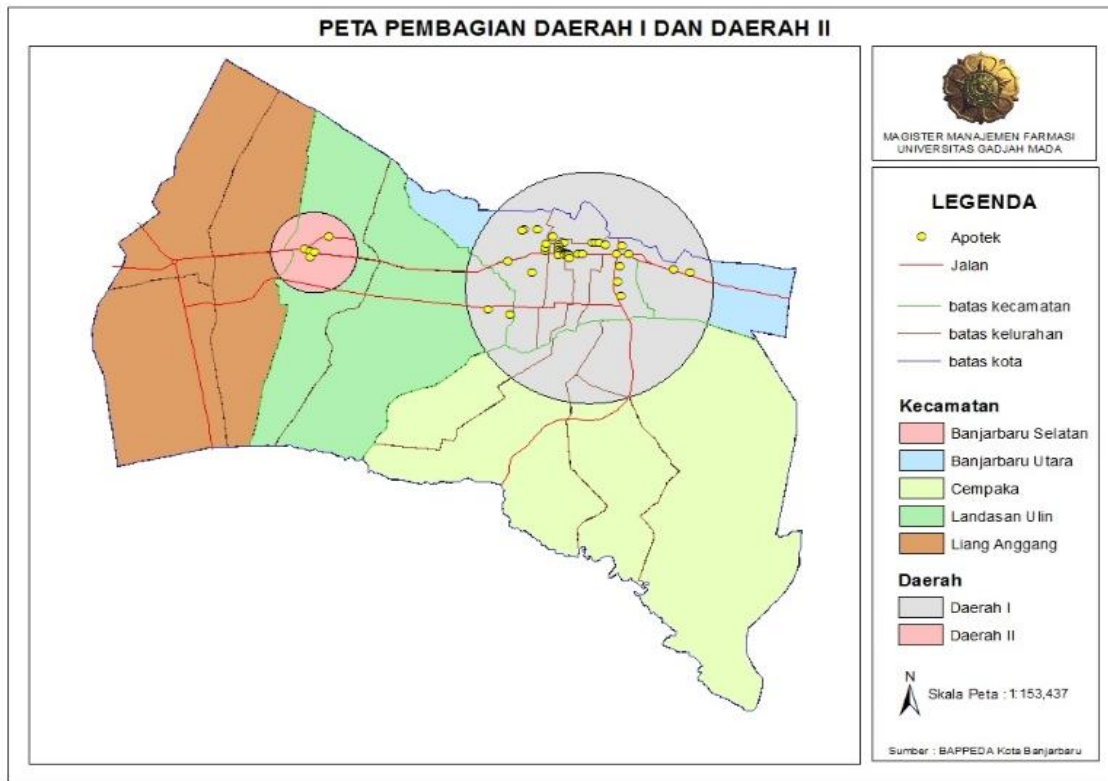 PETA PEMBAGIAN DAERAH I DAN DAERAH II
MAGISTER MANAJEMEN FARMASI
UNIVERSITAS GADJAH MADA
LEGENDA
Apotek
Jalan
batas kecamatan
batas kelurahan
batas kota
Kecamatan
Banjarbaru Selatan
Banjarbaru Utara
Cempaka
Landasan Ulin
Liang Anggang
Daerah
Daerah I
Daerah II
N
Skala Peta : 1:153,437
Sumber : BAPPEDA Kota Banjarbaru